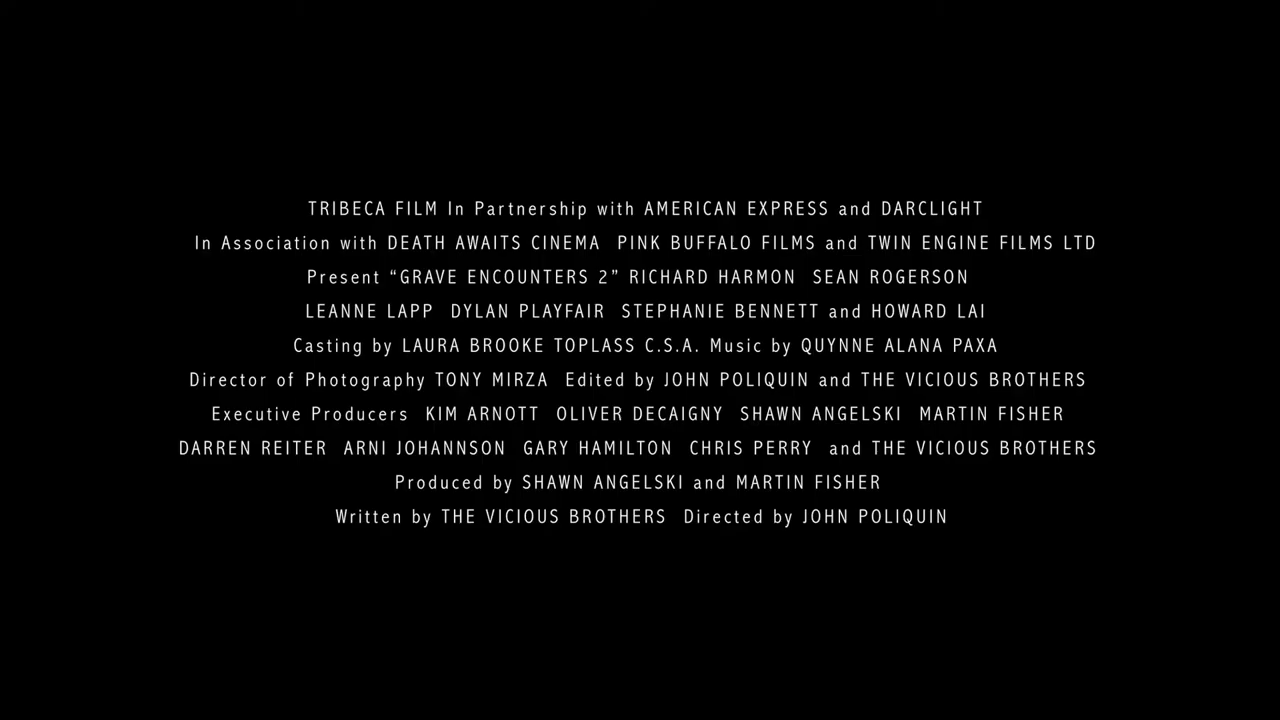 TRIBECA FILM In Partnership with AMERICAN EXPRESS and DARCLIGHT
In Association with DEATH AWAITS CINEMA PINK BUFFALO FILMS and TWIN ENGINE FILMS LTD
Present “GRAVE ENCOUNTERS 2” RICHARD HARMON SEAN ROGERSON
LEANNE LAPP DYLAN PLAYFAIR STEPHANIE BENNETT and HOWARD LAI
Casting by LAURA BROOKE TOPLASS C.S.A. Music by QUYNNE ALANA PAXA
Director of Photography TONY MIRZA Edited by JOHN POLIQUIN and THE VICIOUS BROTHERS
Executive Producers KIM ARNOTT OLIVER DECAIGNY SHAWN ANGELSKI MARTIN FISHER
DARREN REITER ARNI JOHANNSON GARY HAMILTON CHRIS PERRY and THE VICIOUS BROTHERS
Produced by SHAWN ANGELSKI and MARTIN FISHER
Written by THE VICIOUS BROTHERS Directed by JOHN POLIQUIN